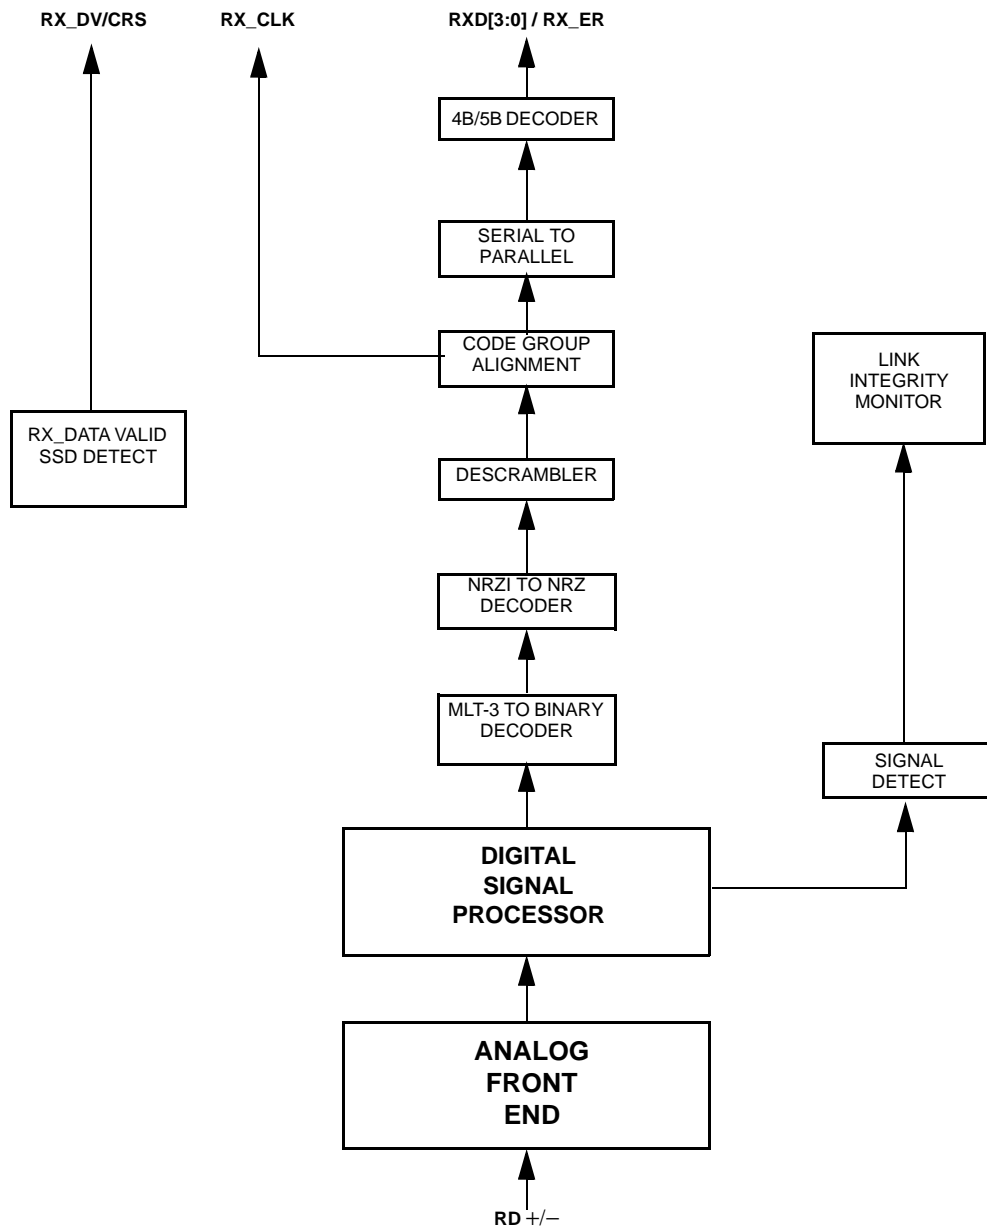 RX_DV/CRS
RX_CLK
RXD[3:0] / RX_ER
4B/5B DECODER
SERIAL TO
PARALLEL
CODE GROUP
ALIGNMENT
LINK
INTEGRITY
MONITOR
RX_DATA VALID
SSD DETECT
DESCRAMBLER
NRZI TO NRZ
DECODER
MLT-3 TO BINARY
DECODER
SIGNAL
DETECT
DIGITAL
SIGNAL
PROCESSOR
ANALOG
FRONT
END
RD +/−